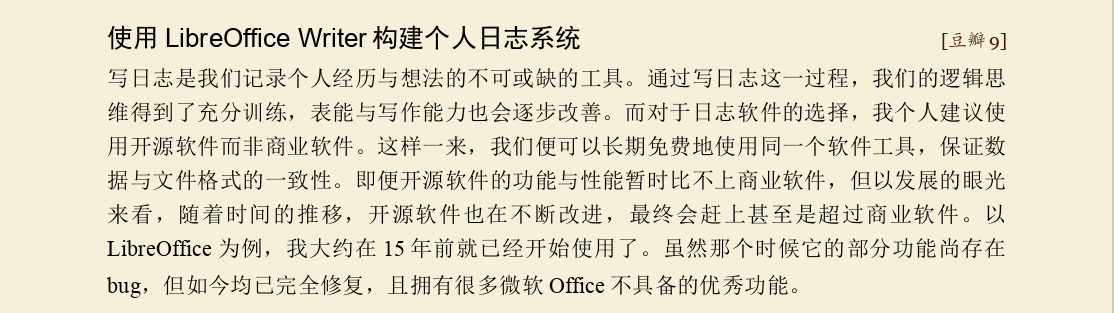 使用 LibreOffice Writer 构建个人日志系统 [豆瓣 9]
写日志是我们记录个人经历与想法的不可或缺的工具。通过写日志这一过程，我们的逻辑思
维得到了充分训练，表能与写作能力也会逐步改善。而对于日志软件的选择，我个人建议使
用开源软件而非商业软件。这样一来，我们便可以长期免费地使用同一个软件工具，保证数
据与文件格式的一致性。即便开源软件的功能与性能暂时比不上商业软件，但以发展的眼光
来看，随着时间的推移，开源软件也在不断改进，最终会赶上甚至是超过商业软件。以
LibreOffice 为例，我大约在 15 年前就已经开始使用了。虽然那个时候它的部分功能尚存在
bug，但如今均已完全修复，且拥有很多微软 Office 不具备的优秀功能。